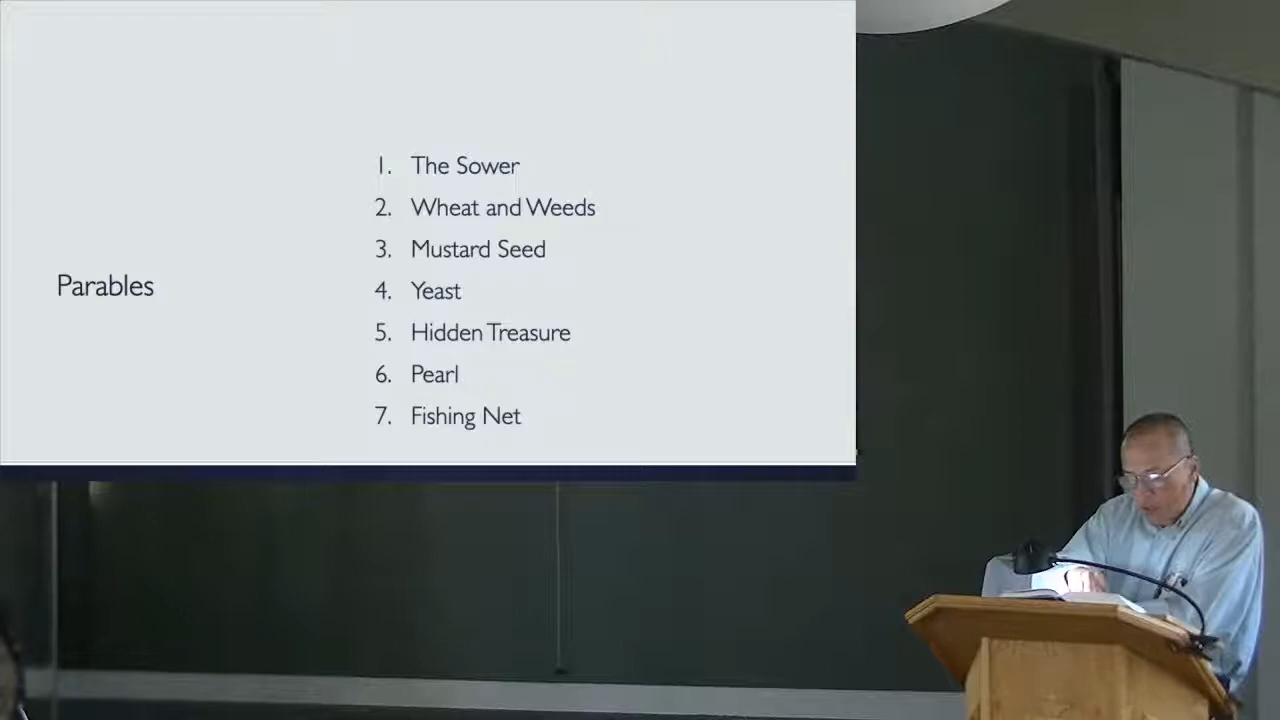 Parables
1. The Sower
2. Wheat and Weeds
3. Mustard Seed
4. Yeast
5. Hidden Treasure
6. Pearl
7. Fishing Net